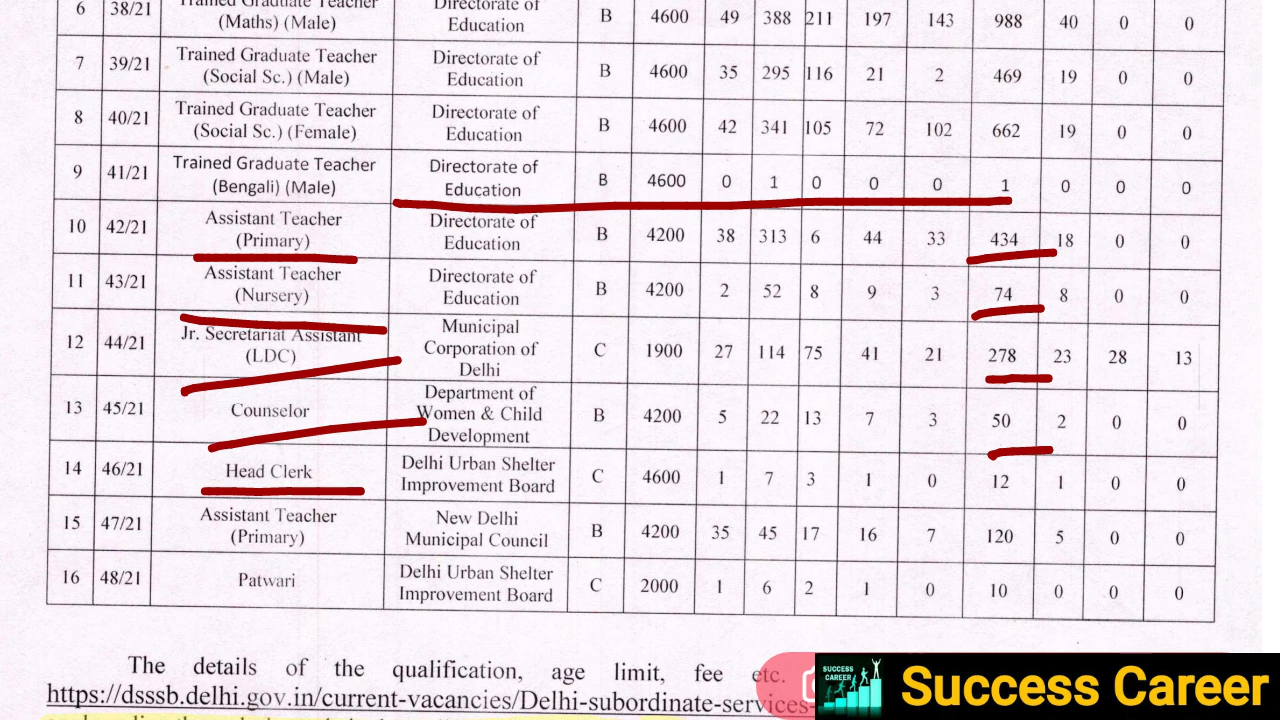 6 38/21 Trained Graduate Teacher (Maths) (Male) Directorate of Education B 4600 49 388 211 197 143 988 40 0 0
7 39/21 Trained Graduate Teacher (Social Sc.) (Male) Directorate of Education B 4600 35 295 116 21 2 469 19 0 0
8 40/21 Trained Graduate Teacher (Social Sc.) (Female) Directorate of Education B 4600 42 341 105 72 102 662 19 0 0
9 41/21 Trained Graduate Teacher (Bengali) (Male) Directorate of Education B 4600 0 1 0 0 0 1 0 0 0
10 42/21 Assistant Teacher (Primary) Directorate of Education B 4200 38 313 6 44 33 434 18 0 0
11 43/21 Assistant Teacher (Nursery) Directorate of Education B 4200 2 52 8 9 3 74 8 0 0
12 44/21 Jr. Secretariat Assistant (LDC) Municipal Corporation of Delhi C 1900 27 114 75 41 21 278 23 28 13
13 45/21 Counselor Department of Women & Child Development B 4200 5 22 13 7 3 50 2 0 0
14 46/21 Head Clerk Delhi Urban Shelter Improvement Board C 4600 1 7 3 1 0 12 1 0 0
15 47/21 Assistant Teacher (Primary) New Delhi Municipal Council B 4200 35 45 17 16 7 120 5 0 0
16 48/21 Patwari Delhi Urban Shelter Improvement Board C 2000 1 6 2 1 0 10 0 0 0
The details of the qualification, age limit, fee etc.
https://dsssb.delhi.gov.in/current-vacancies/Delhi-subordinate-services-
SUCCESS CAREER
Success Career